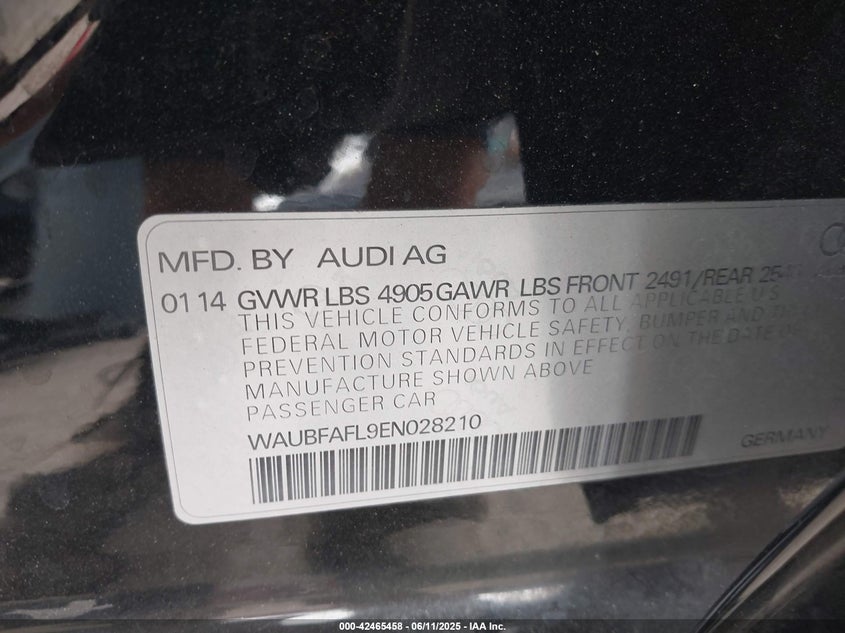 MFD. BY AUDI AG
01 14 GVWR LBS 4905 GAWR LBS FRONT 2491/REAR
THIS VEHICLE CONFORMS TO ALL APPLICABLE U.S
FEDERAL MOTOR VEHICLE SAFETY, BUMPER AND
PREVENTION STANDARDS IN EFFECT ON THE DATE OF
MANUFACTURE SHOWN ABOVE
PASSENGER CAR
WAUBFAFL9EN028210
GERMANY
000-42465458 - 06/11/2025 - IAA Inc.